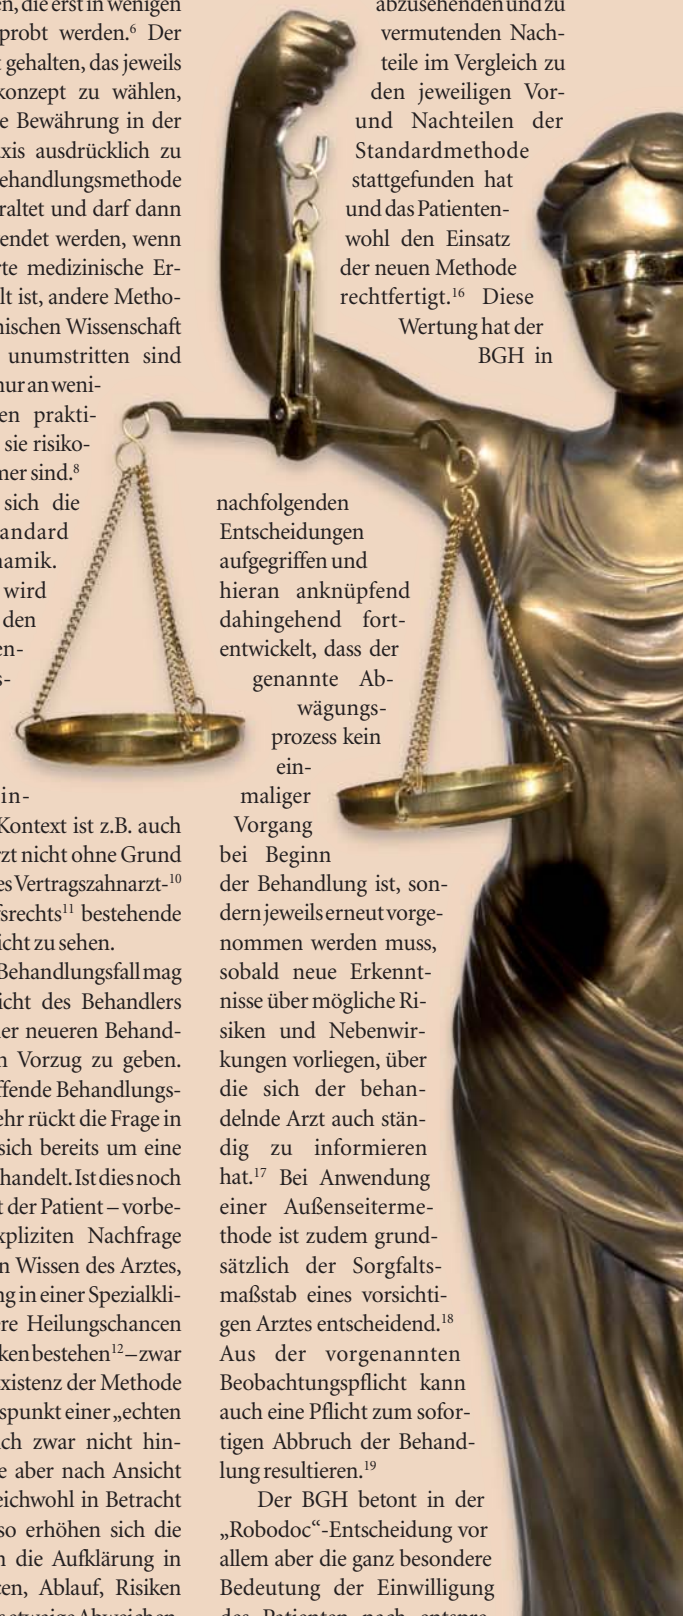 en, die erst in wenigen
probt werden.⁶ Der
t gehalten, das jeweils
konzept zu wählen,
e Bewährung in der
xis ausdrücklich zu
ehandlungsmethode
raltet und darf dann
endet werden, wenn
rte medizinische Er-
lt ist, andere Metho-
nischen Wissenschaft
unumstritten sind
nur an weni-
en prakti-
sie risiko-
mer sind.⁸
sich die
andard
namik.
wird
den
en-
s-
in-
Kontext ist z.B. auch
rzt nicht ohne Grund
es Vertragszahnarzt-¹⁰
fsrechts¹¹ bestehende
icht zu sehen.
Behandlungsfall mag
icht des Behandlers
er neueren Behand-
n Vorzug zu geben.
ffende Behandlungs-
ehr rückt die Frage in
sich bereits um eine
handelt. Ist dies noch
t der Patient – vorbe-
xpliziten Nachfrage
n Wissen des Arztes,
ng in einer Spezialkli-
re Heilungschancen
ken bestehen¹² – zwar
xistenz der Methode
spunkt einer „echten
ich zwar nicht hin-
e aber nach Ansicht
eichwohl in Betracht
so erhöhen sich die
n die Aufklärung in
en, Ablauf, Risiken
etwaige Abweichen
abzusehenden und zu
vermutenden Nach-
teile im Vergleich zu
den jeweiligen Vor-
und Nachteilen der
Standardmethode
stattgefunden hat
und das Patienten-
wohl den Einsatz
der neuen Methode
rechtfertigt.¹⁶ Diese
Wertung hat der
BGH in
nachfolgenden
Entscheidungen
aufgegriffen und
hieran anknüpfend
dahingehend fort-
entwickelt, dass der
genannte Ab-
wägungs-
prozess kein
ein-
maliger
Vorgang
bei Beginn
der Behandlung ist, son-
dern jeweils erneut vorge-
nommen werden muss,
sobald neue Erkennt-
nisse über mögliche Ri-
siken und Nebenwir-
kungen vorliegen, über
die sich der behan-
delnde Arzt auch stän-
dig zu informieren
hat.¹⁷ Bei Anwendung
einer Außenseiterme-
thode ist zudem grund-
sätzlich der Sorgfalts-
maßstab eines vorsichti-
gen Arztes entscheidend.¹⁸
Aus der vorgenannten
Beobachtungspflicht kann
auch eine Pflicht zum sofor-
tigen Abbruch der Behand-
lung resultieren.¹⁹
Der BGH betont in der
„Robodoc“-Entscheidung vor
allem aber die ganz besondere
Bedeutung der Einwilligung
des Patienten nach entspre-